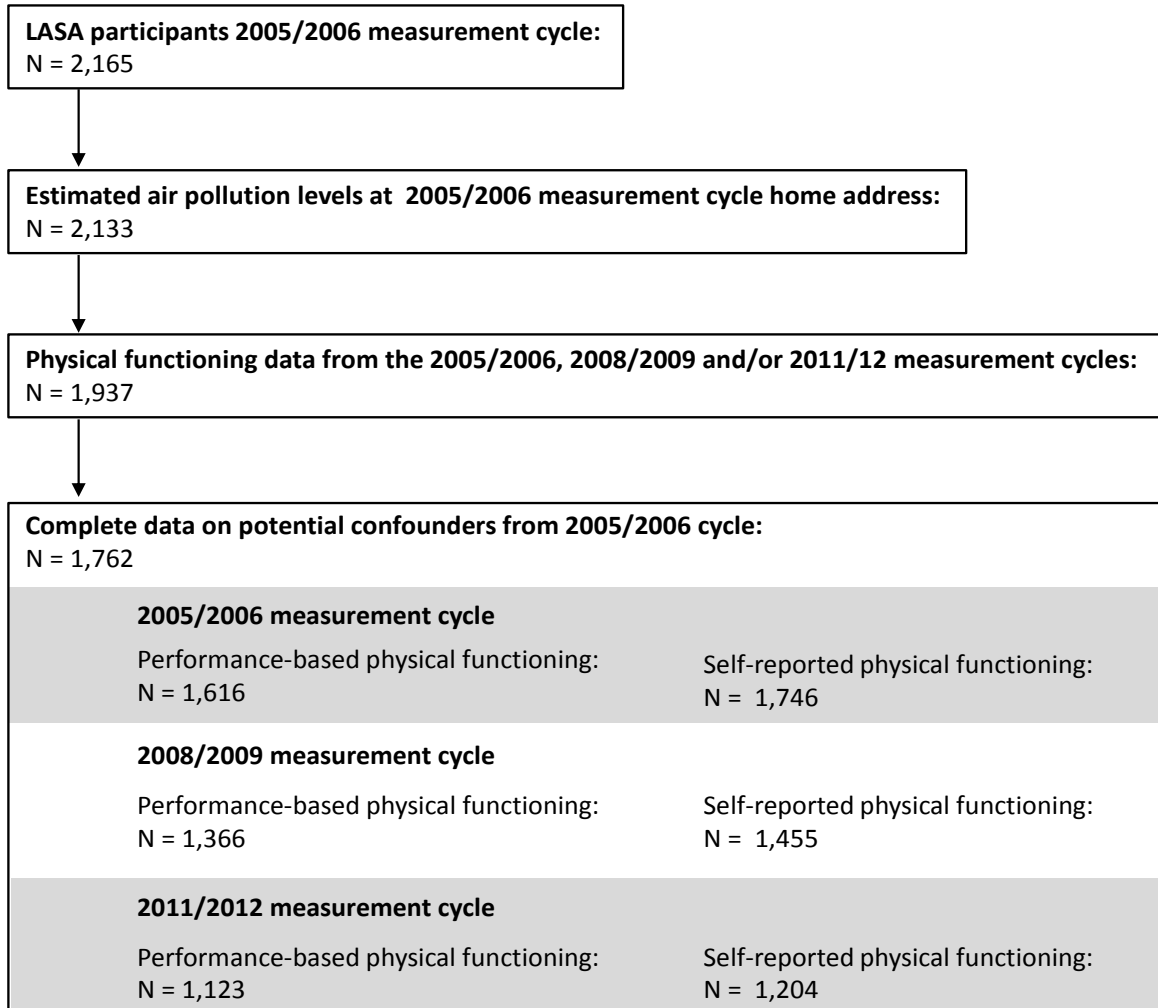 LASA participants 2005/2006 measurement cycle:
N = 2,165
Estimated air pollution levels at  2005/2006 measurement cycle home address:
N = 2,133
Physical functioning data from the 2005/2006, 2008/2009 and/or 2011/12 measurement cycles:
N = 1,937
Complete data on potential confounders from 2005/2006 cycle:
N = 1,762
2005/2006 measurement cycle
Performance-based physical functioning:
N = 1,616
Self-reported physical functioning:
N =  1,746
2008/2009 measurement cycle
Performance-based physical functioning:
N = 1,366
Self-reported physical functioning:
N =  1,455
2011/2012 measurement cycle
Performance-based physical functioning:
N = 1,123
Self-reported physical functioning:
N =  1,204